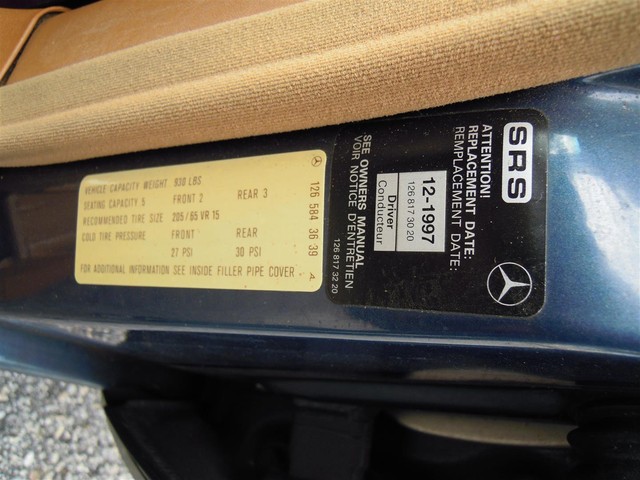 VEHICLE CAPACITY WEIGHT 930 LBS
SEATING CAPACITY 5 FRONT 2 REAR 3
RECOMMENDED TIRE SIZE 205/65 VR 15
COLD TIRE PRESSURE FRONT REAR
27 PSI 30 PSI
FOR ADDITIONAL INFORMATION SEE INSIDE FILLER PIPE COVER
126 584 36 39 A
SRS
ATTENTION!
REPLACEMENT DATE:
REMPLACEMENT DATE:
12-1997
126 817 30 20
Driver
Conducteur
SEE OWNERS MANUAL
VOIR NOTICE D'ENTRETIEN
126 817 32 20